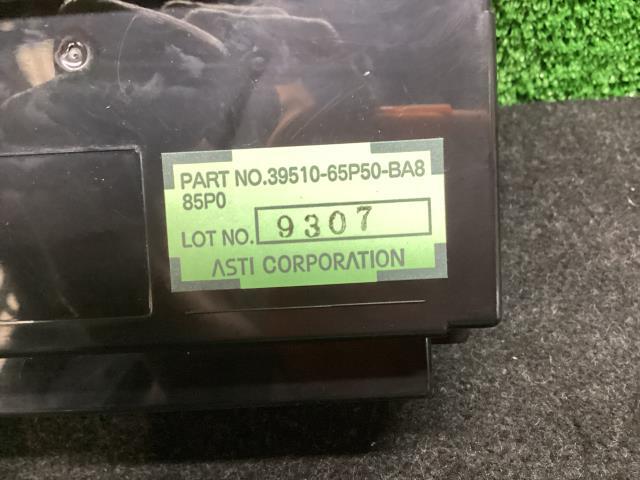 PART NO.39510-65P50-BA8
85P0
LOT NO. 9307
ASTI CORPORATION